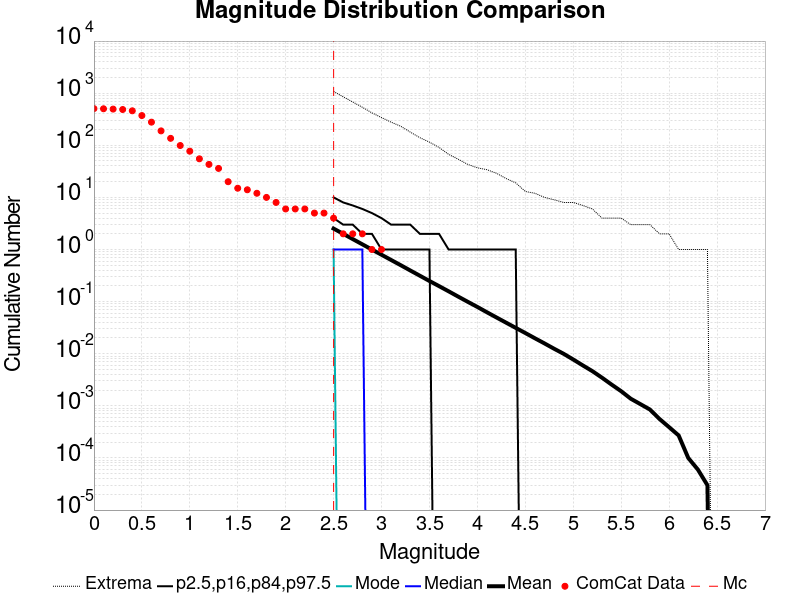 Magnitude Distribution Comparison
10^4
10^3
10^2
10^1
10^0
10^-1
10^-2
10^-3
10^-4
10^-5
Cumulative Number
0 0.5 1 1.5 2 2.5 3 3.5 4 4.5 5 5.5 6 6.5 7
Magnitude
Extrema p2.5,p16,p84,p97.5 Mode Median Mean ComCat Data Mc